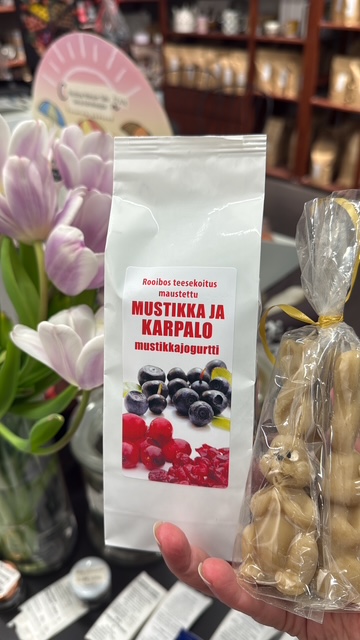 Rooibos teesekoitus
maustettu
MUSTIKKA JA
KARPALO
mustikkajogurtti